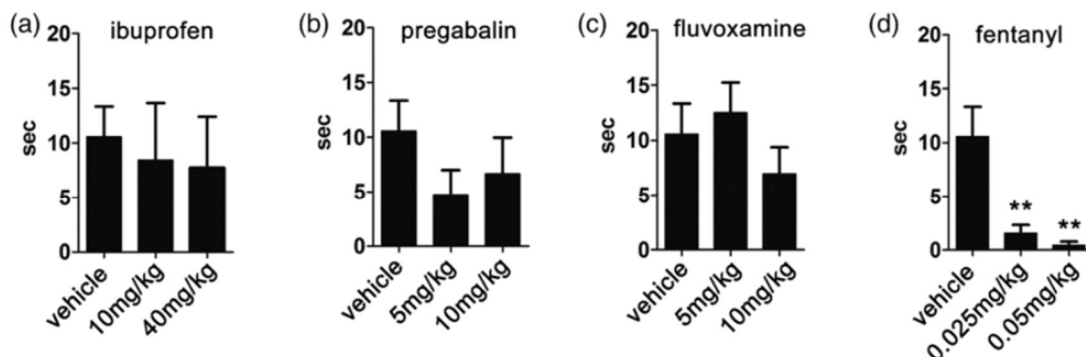 (a) ibuprofen
20
15
10
5
0
sec
vehicle
10mg/kg
40mg/kg
(b) pregabalin
20
15
10
5
0
sec
vehicle
5mg/kg
10mg/kg
(c) fluvoxamine
20
15
10
5
0
sec
vehicle
5mg/kg
10mg/kg
(d) fentanyl
20
15
10
5
0
sec
**
**
vehicle
0.025mg/kg
0.05mg/kg